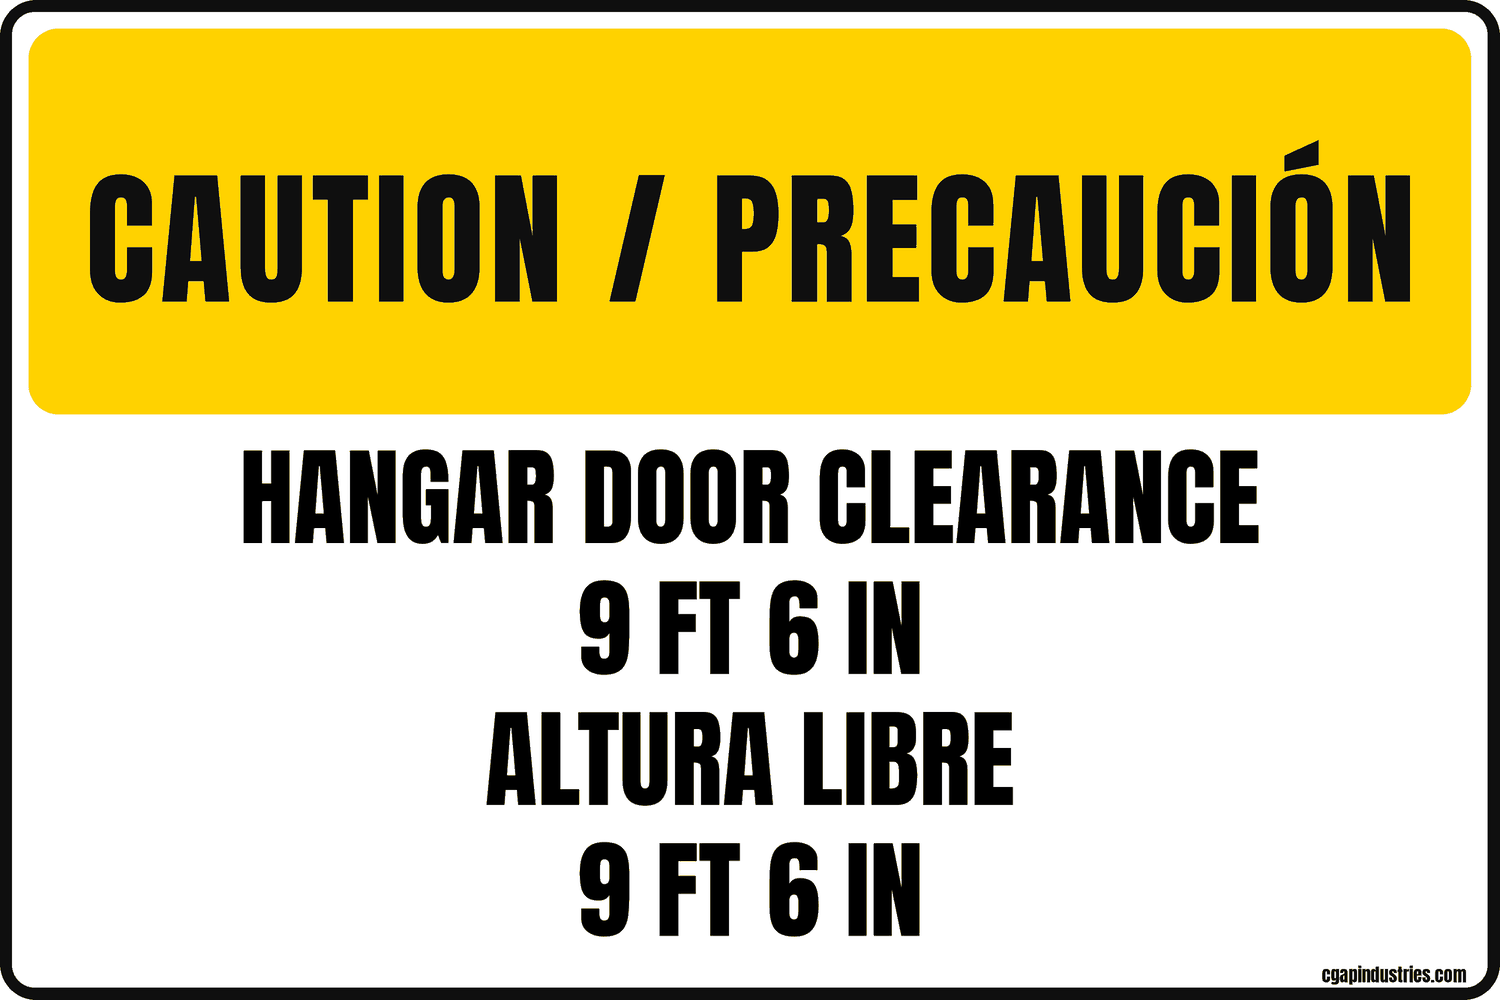 CAUTION / PRECAUCIÓN
HANGAR DOOR CLEARANCE
9 FT 6 IN
ALTURA LIBRE
9 FT 6 IN
cgapindustries.com